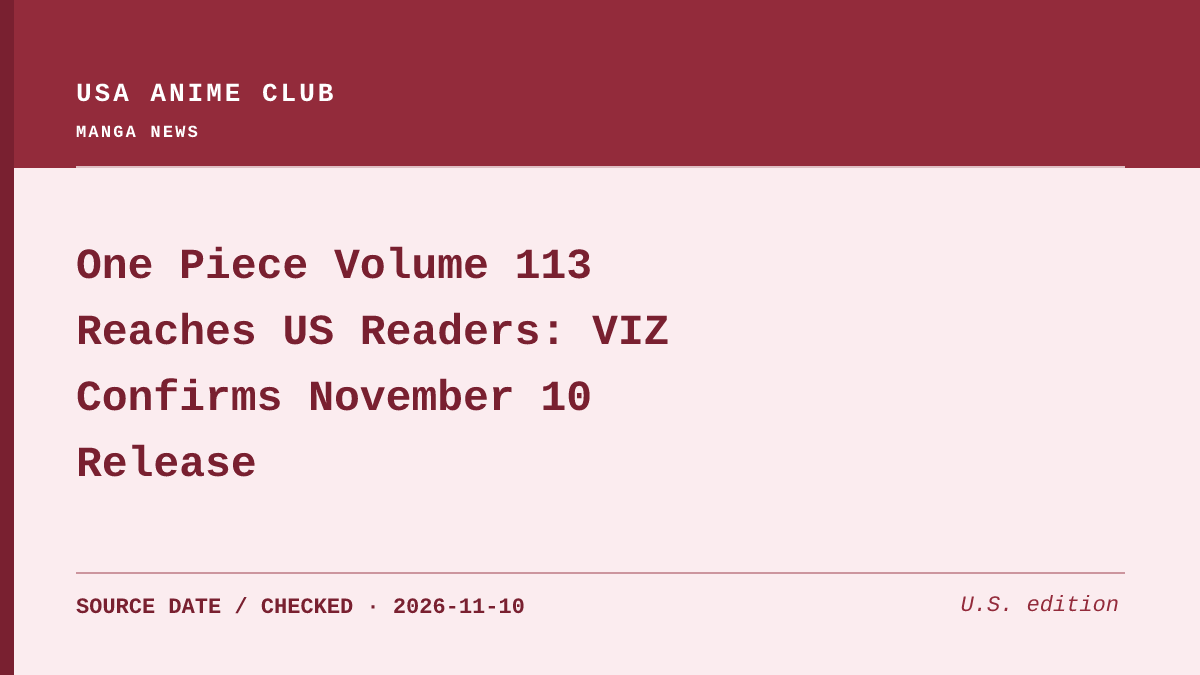 USA ANIME CLUB
MANGA NEWS
One Piece Volume 113
Reaches US Readers: VIZ
Confirms November 10
Release
SOURCE DATE / CHECKED · 2026-11-10
U.S. edition